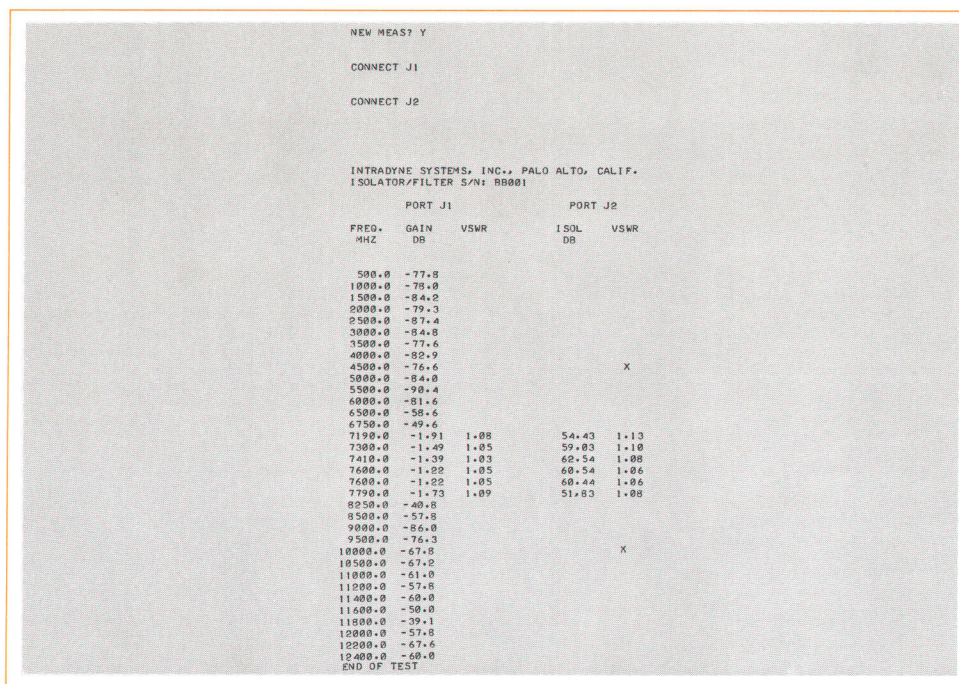 NEW MEAS? Y
CONNECT J1
CONNECT J2
INTRADYNE SYSTEMS, INC., PALO ALTO, CALIF.
ISOLATOR/FILTER S/N: BB001
PORT J1 PORT J2
FREQ. GAIN VSWR ISOL VSWR
MHZ DB DB
500.0 -77.8
1000.0 -78.0
1500.0 -84.2
2000.0 -79.3
2500.0 -87.4
3000.0 -84.8
3500.0 -77.6
4000.0 -82.9
4500.0 -76.6 X
5000.0 -84.0
5500.0 -90.4
6000.0 -81.6
6500.0 -58.6
6750.0 -49.6
7190.0 -1.91 1.08 54.43 1.13
7300.0 -1.49 1.05 59.03 1.10
7410.0 -1.39 1.03 62.54 1.08
7600.0 -1.22 1.05 60.54 1.06
7600.0 -1.22 1.05 60.44 1.06
7790.0 -1.73 1.09 51.83 1.08
8250.0 -40.8
8500.0 -57.8
9000.0 -86.0
9500.0 -76.3
10000.0 -67.8 X
10500.0 -67.2
11000.0 -61.0
11200.0 -57.8
11400.0 -60.0
11600.0 -50.0
11800.0 -39.1
12000.0 -57.8
12200.0 -67.6
12400.0 -60.0
END OF TEST